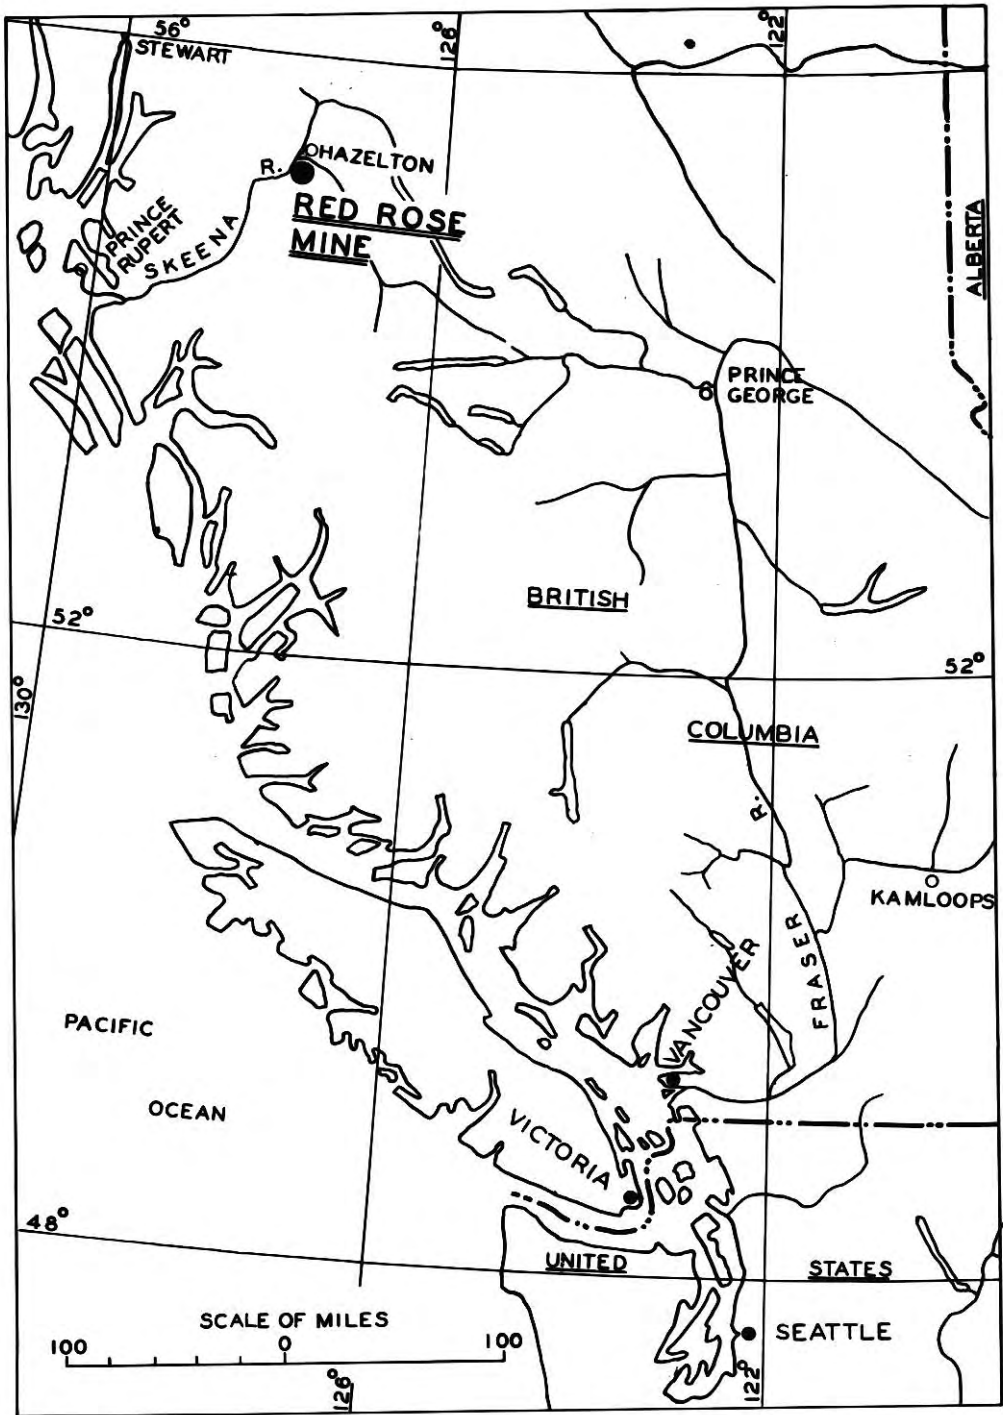 56°
STEWART
126°
122°
HAZELTON
R.
RED ROSE
MINE
PRINCE
RUPERT
SKEENA
ALBERTA
PRINCE
GEORGE
BRITISH
52°
52°
130°
COLUMBIA
R.
KAMLOOPS
FRASER
VANCOUVER
PACIFIC
OCEAN
VICTORIA
48°
UNITED
STATES
SCALE OF MILES
100 0 100
SEATTLE
126°
122°